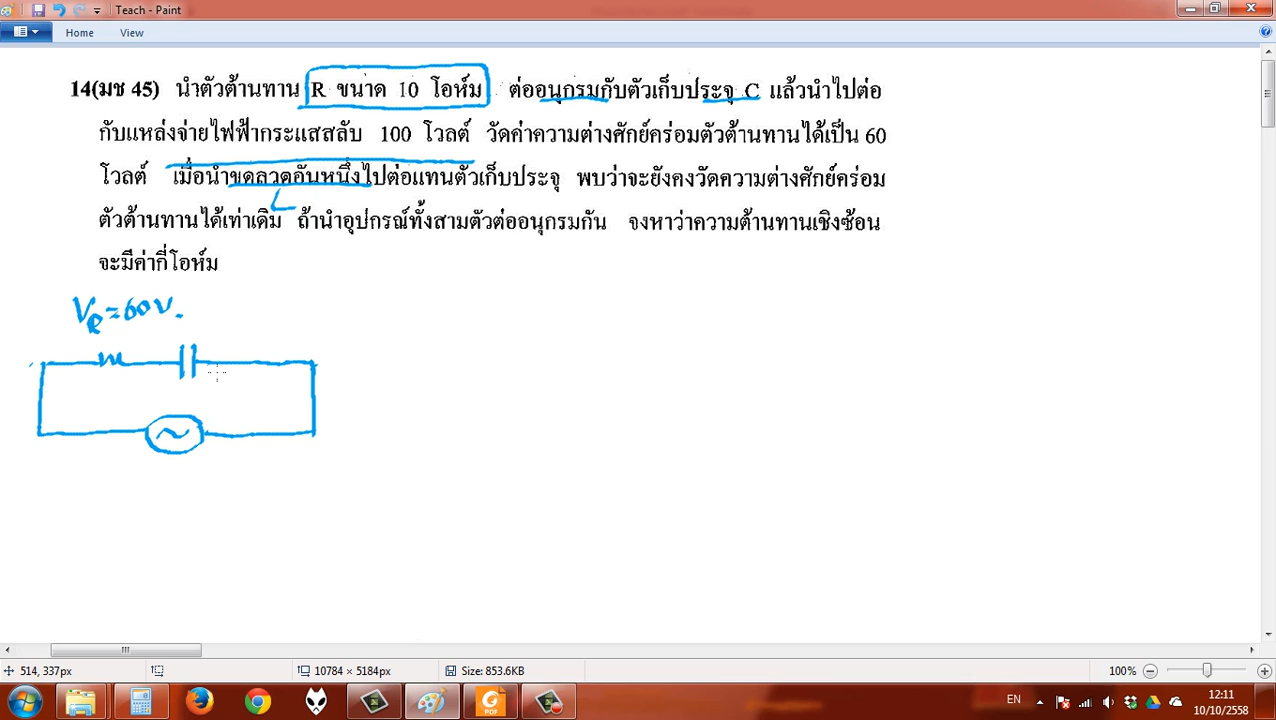 Teach - Paint
Home View
14(มช 45) นำตัวต้านทาน R ขนาด 10 โอห์ม ต่ออนุกรมกับตัวเก็บประจุ C แล้วนำไปต่อ
กับแหล่งจ่ายไฟฟ้ากระแสสลับ 100 โวลต์ วัดค่าความต่างศักย์คร่อมตัวต้านทานได้เป็น 60
โวลต์ เมื่อนำขดลวดอันหนึ่งไปต่อแทนตัวเก็บประจุ พบว่าจะยังคงวัดความต่างศักย์คร่อม
ตัวต้านทานได้เท่าเดิม ถ้านำอุปกรณ์ทั้งสามตัวต่ออนุกรมกัน จงหาว่าความต้านทานเชิงซ้อน
จะมีค่ากี่โอห์ม
L
V_R = 60 V.
514, 337px 10784 × 5184px Size: 853.6KB 100%
EN 12:11
10/10/2558